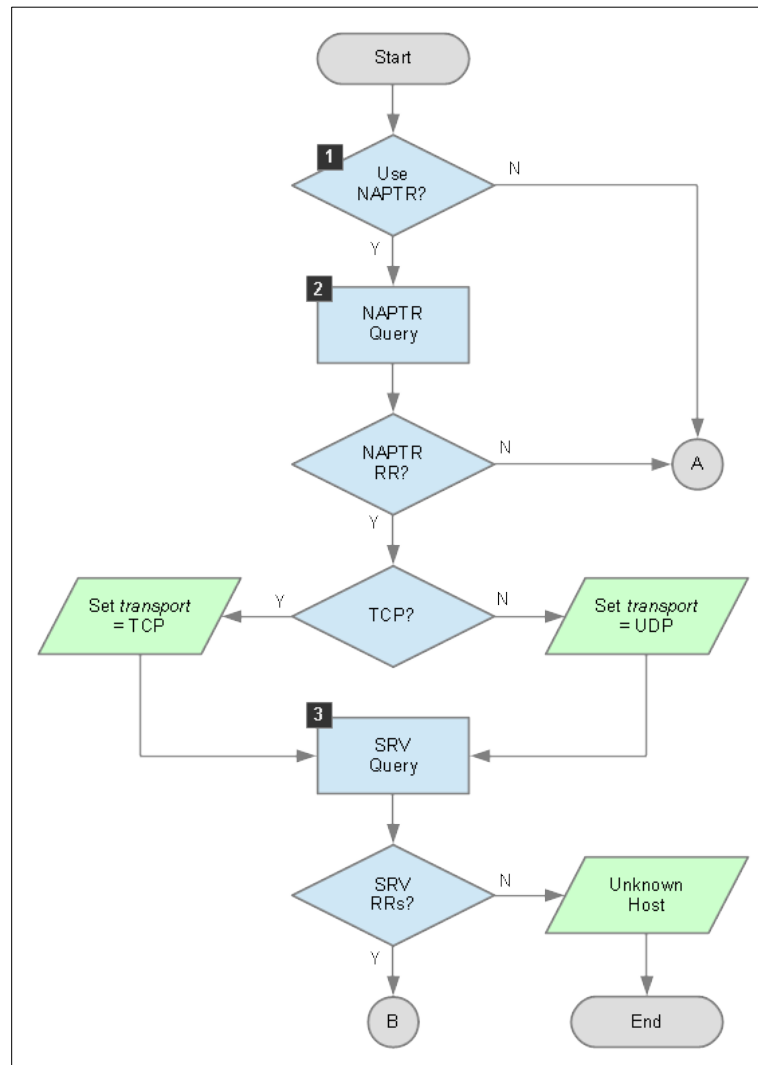 Start
1
Use
NAPTR?
N
Y
2
NAPTR
Query
NAPTR
RR?
N
A
Y
Set transport
= TCP
Y
TCP?
N
Set transport
= UDP
3
SRV
Query
SRV
RRs?
N
Unknown
Host
Y
B
End